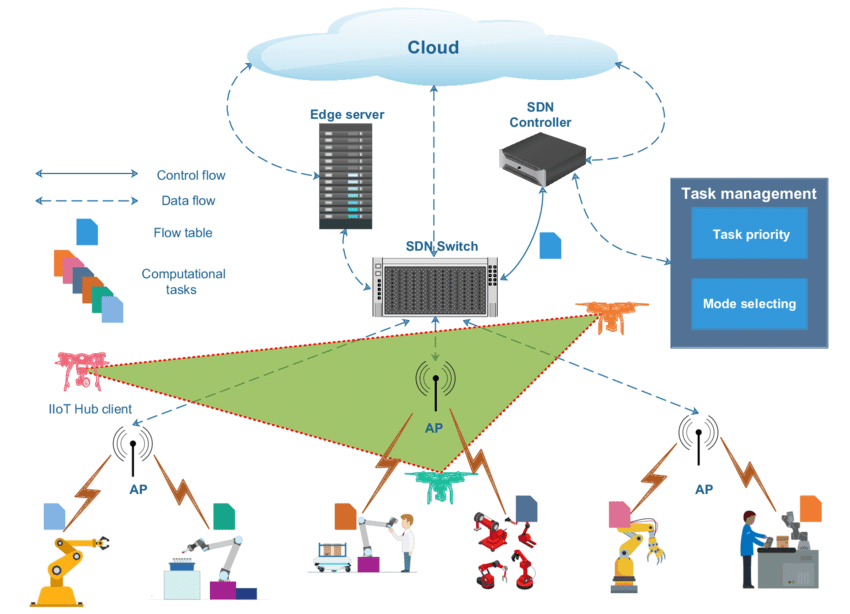 Cloud
Edge server
SDN
Controller
Control flow
Data flow
Flow table
Computational
tasks
SDN Switch
Task management
Task priority
Mode selecting
IIoT Hub client
AP
AP
AP